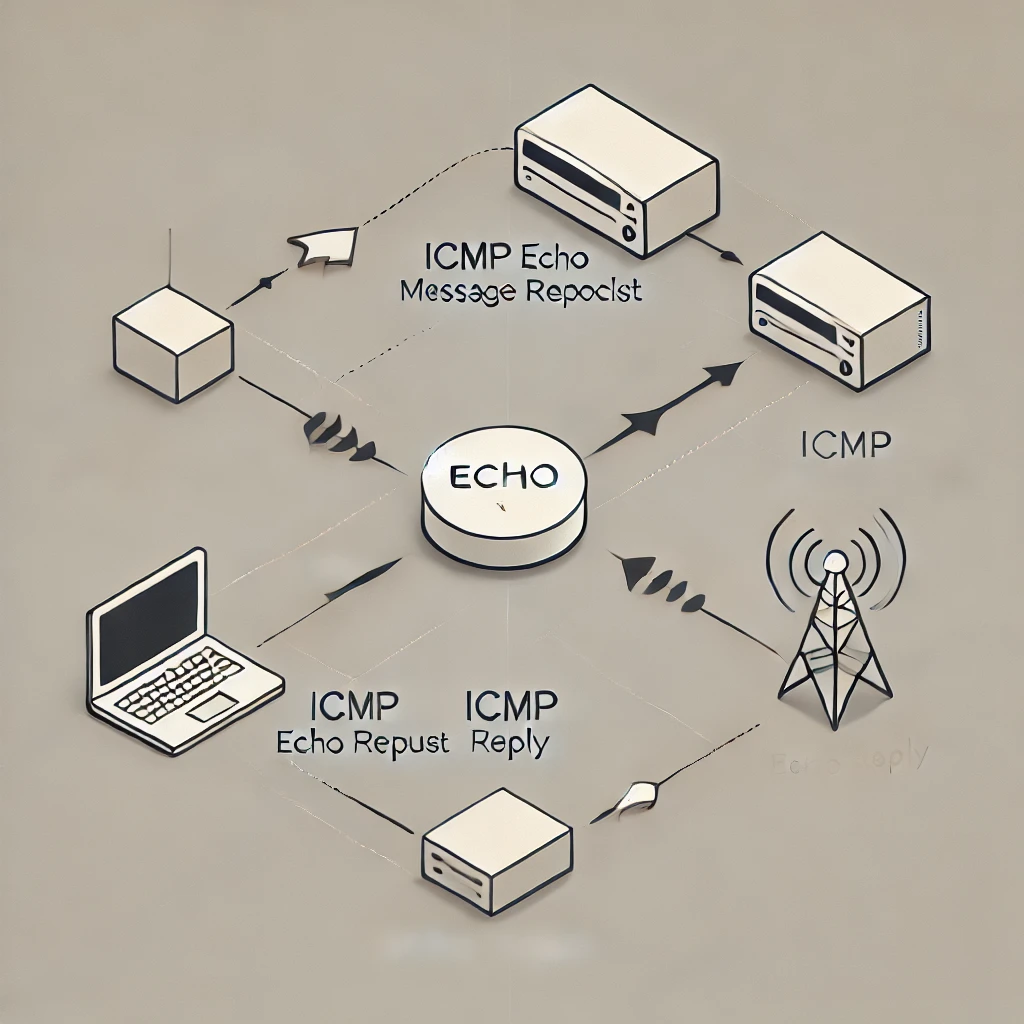 ICMP Echo
Message Repocist
ECHO
ICMP
ICMP ICMP
Echo Repust Reply